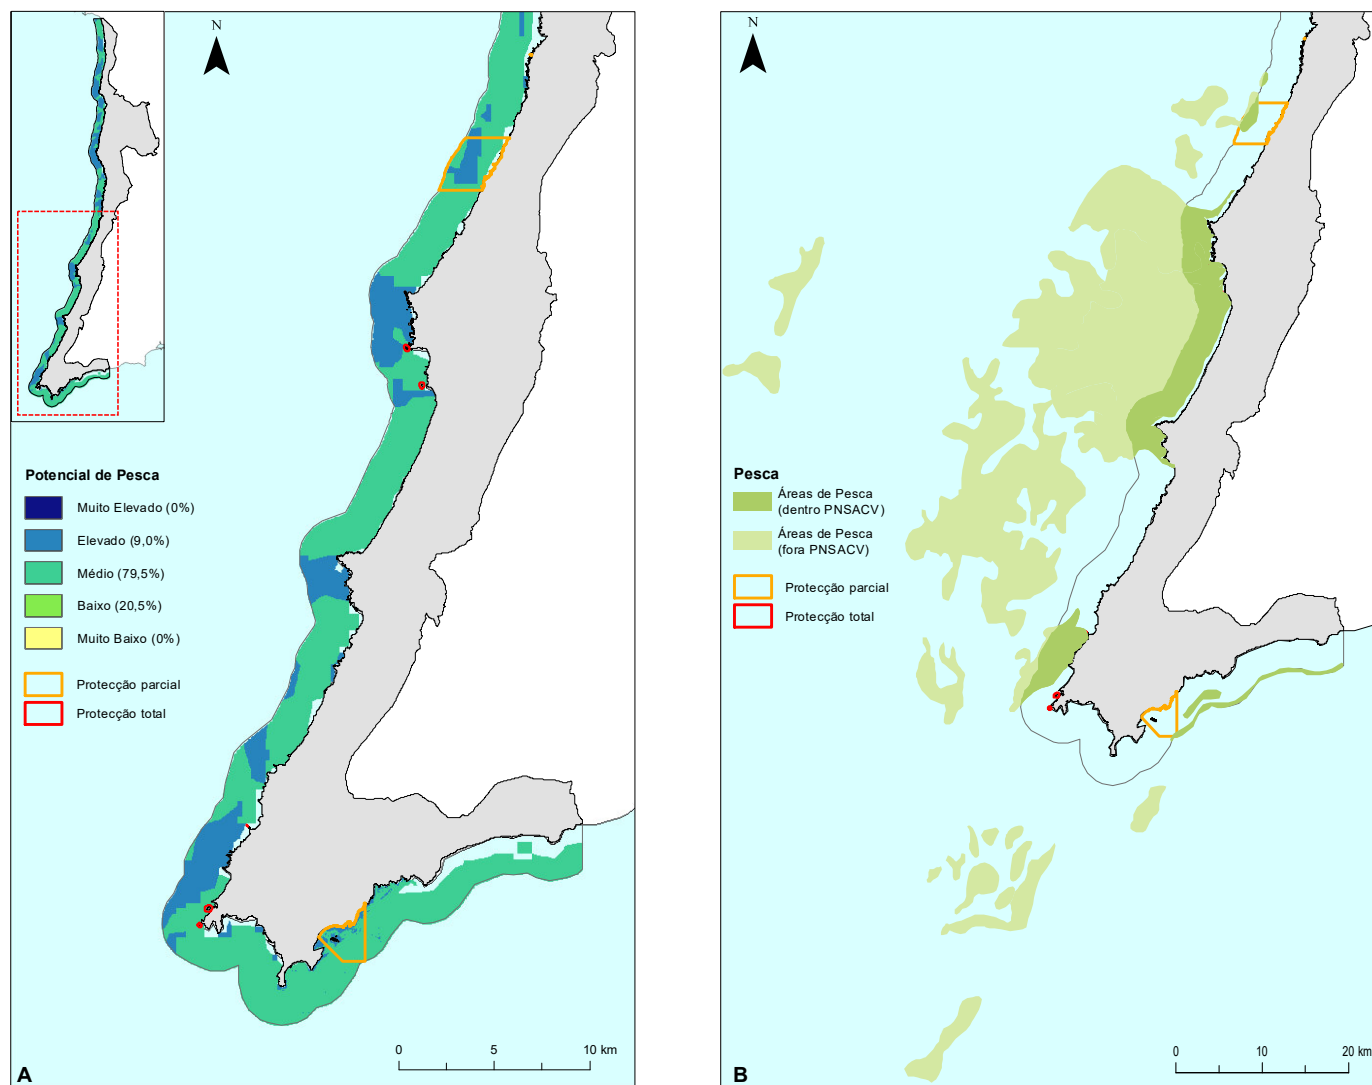 N
Potencial de Pesca
Muito Elevado (0%)
Elevado (9,0%)
Médio (79,5%)
Baixo (20,5%)
Muito Baixo (0%)
Protecção parcial
Protecção total
0 5 10 km
A
N
Pesca
Áreas de Pesca
(dentro PNSACV)
Áreas de Pesca
(fora PNSACV)
Protecção parcial
Protecção total
0 10 20 km
B